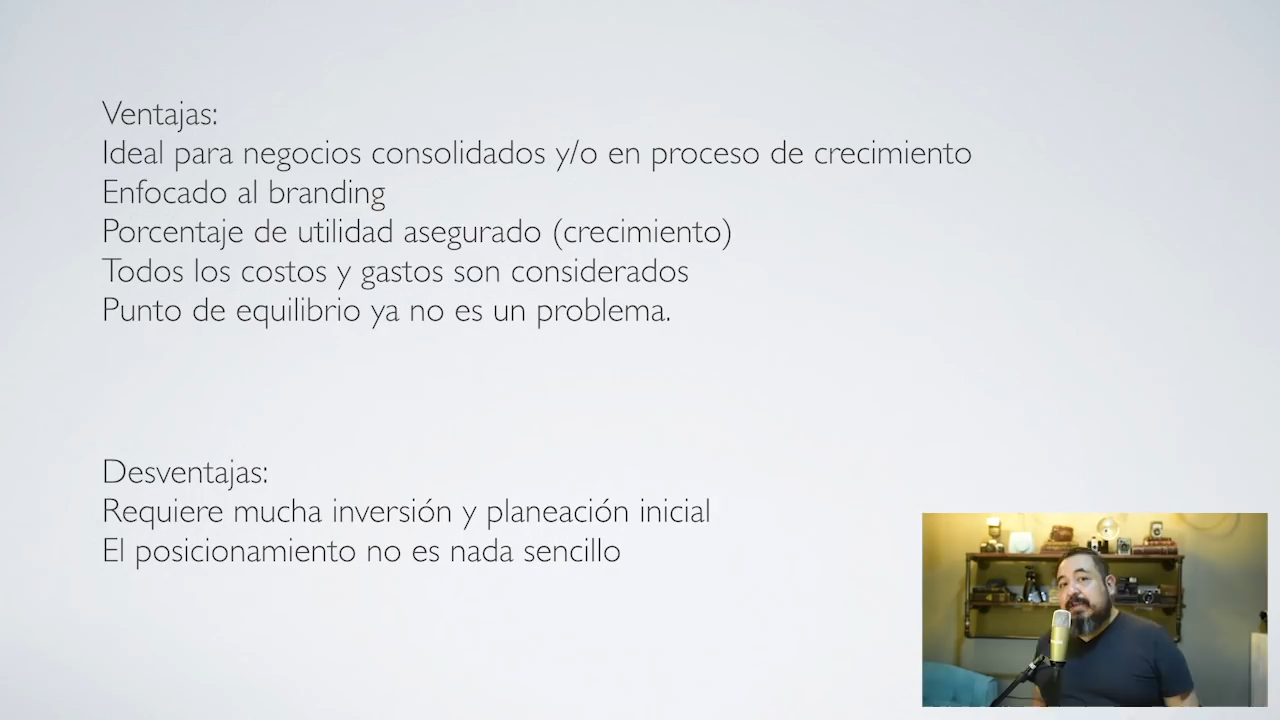 Ventajas:
Ideal para negocios consolidados y/o en proceso de crecimiento
Enfocado al branding
Porcentaje de utilidad asegurado (crecimiento)
Todos los costos y gastos son considerados
Punto de equilibrio ya no es un problema.
Desventajas:
Requiere mucha inversión y planeación inicial
El posicionamiento no es nada sencillo